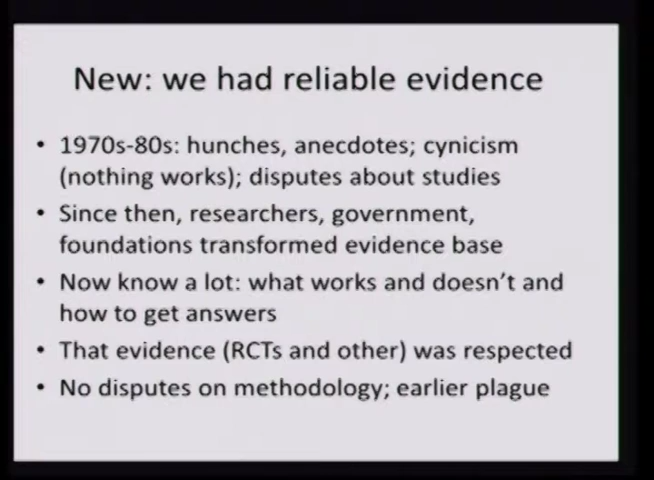 New: we had reliable evidence
• 1970s-80s: hunches, anecdotes; cynicism
(nothing works); disputes about studies
• Since then, researchers, government,
foundations transformed evidence base
• Now know a lot: what works and doesn't and
how to get answers
• That evidence (RCTs and other) was respected
• No disputes on methodology; earlier plague